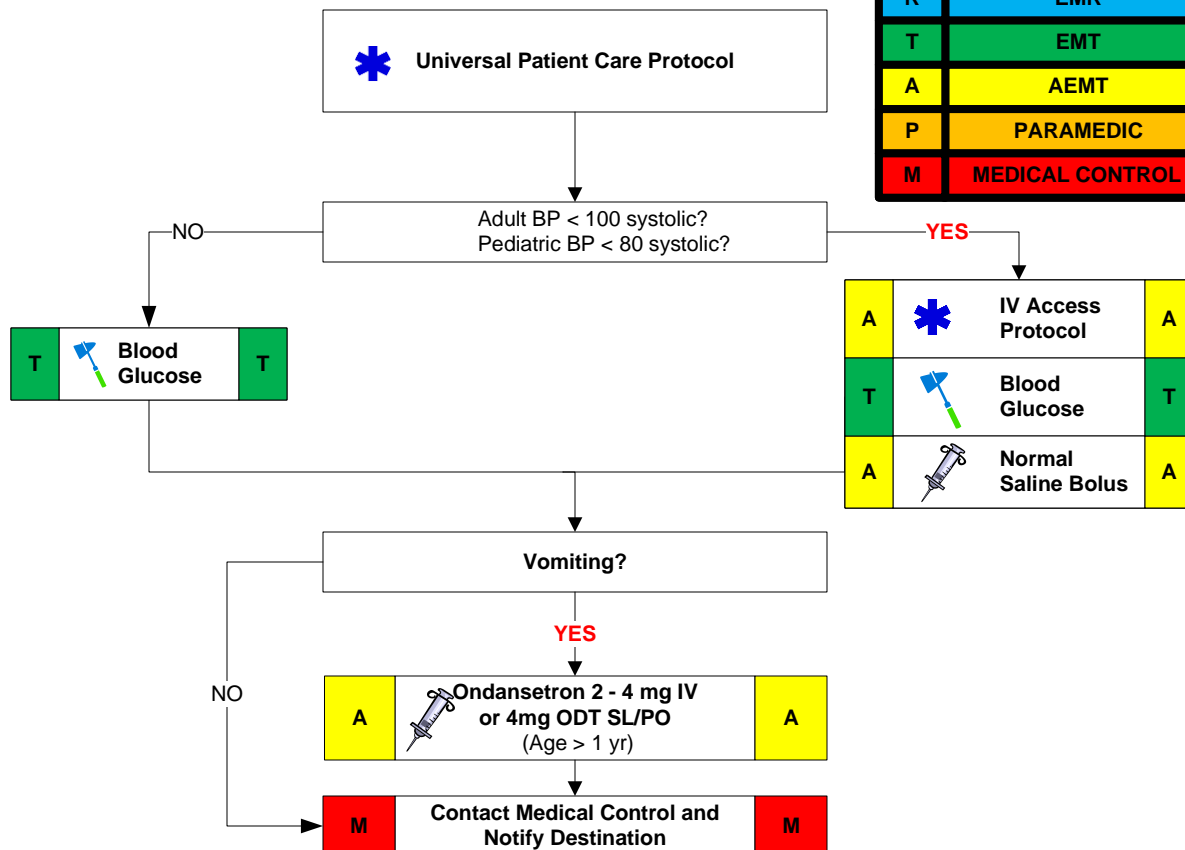 R EMR
T EMT
A AEMT
P PARAMEDIC
M MEDICAL CONTROL
Universal Patient Care Protocol
Adult BP < 100 systolic?
Pediatric BP < 80 systolic?
NO
YES
T
Blood
Glucose
T
A
IV Access
Protocol
A
T
Blood
Glucose
T
A
Normal
Saline Bolus
A
Vomiting?
YES
NO
A
Ondansetron 2 - 4 mg IV
or 4mg ODT SL/PO
(Age > 1 yr)
A
M
Contact Medical Control and
Notify Destination
M